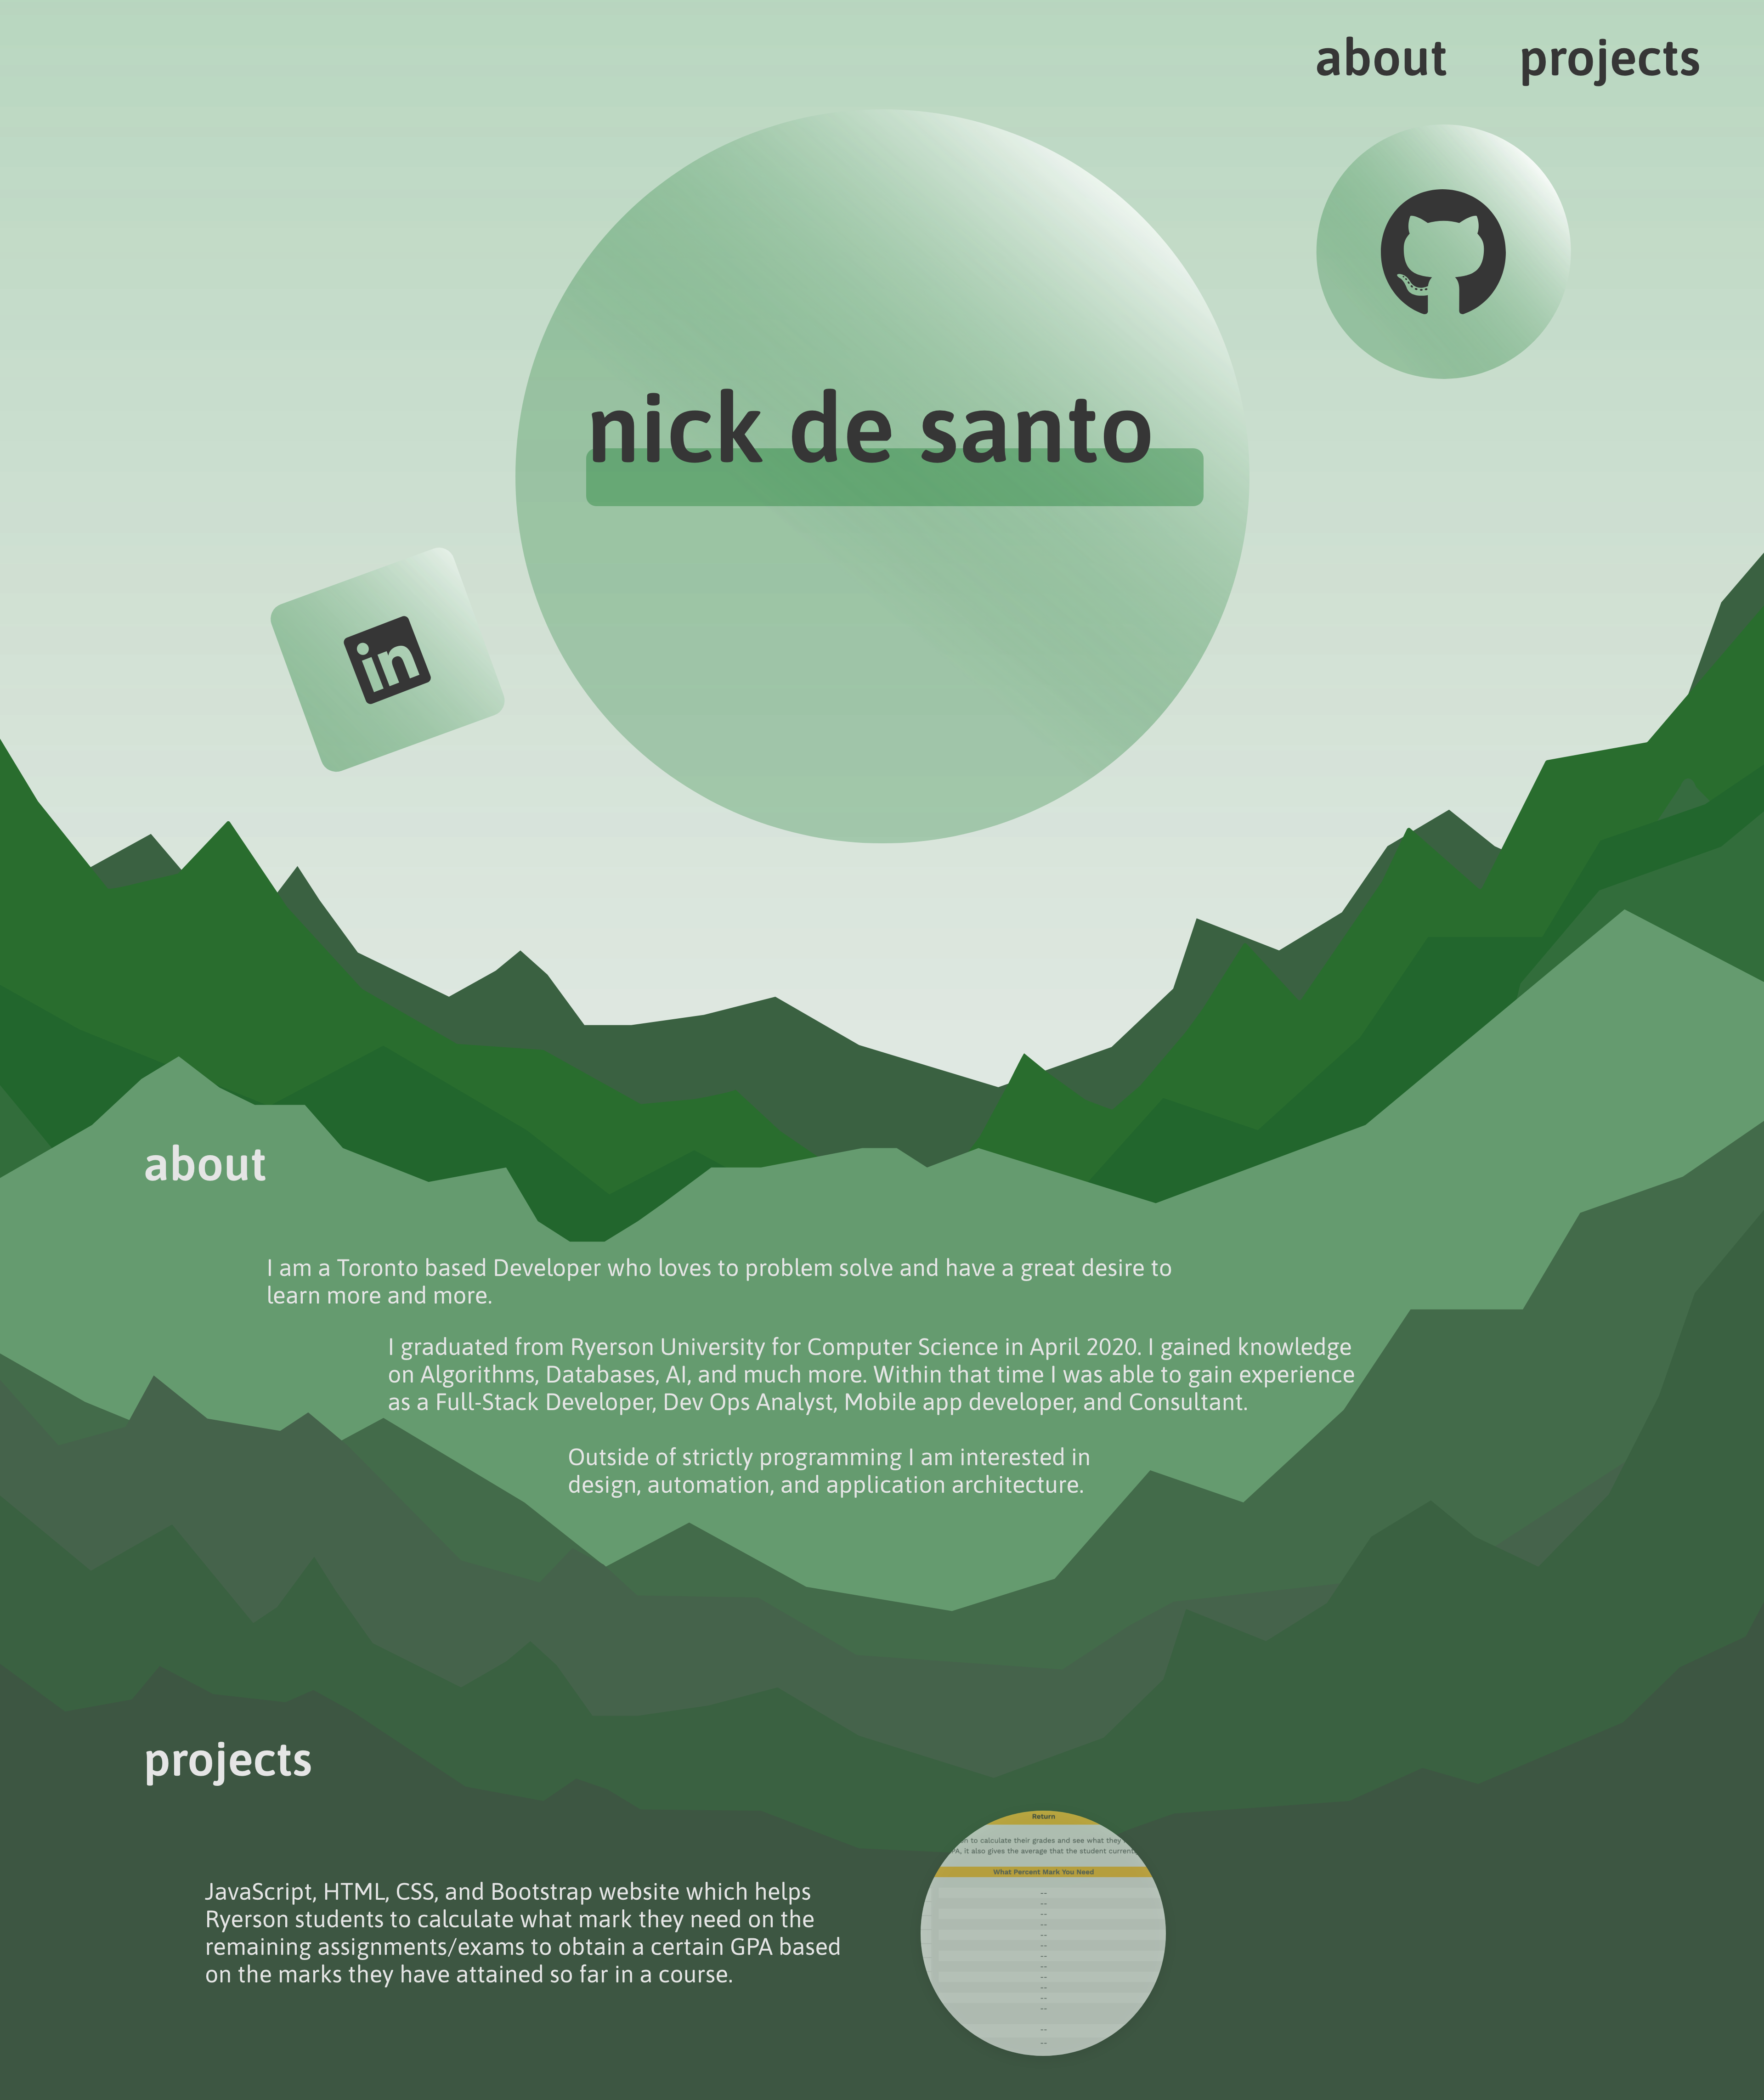 about projects
nick de santo
in
about
I am a Toronto based Developer who loves to problem solve and have a great desire to
learn more and more.
I graduated from Ryerson University for Computer Science in April 2020. I gained knowledge
on Algorithms, Databases, AI, and much more. Within that time I was able to gain experience
as a Full-Stack Developer, Dev Ops Analyst, Mobile app developer, and Consultant.
Outside of strictly programming I am interested in
design, automation, and application architecture.
projects
JavaScript, HTML, CSS, and Bootstrap website which helps
Ryerson students to calculate what mark they need on the
remaining assignments/exams to obtain a certain GPA based
on the marks they have attained so far in a course.
Return
to calculate their grades and see what they
it also gives the average that the student
What Percent Mark You Need
--
--
--
--
--
--
--
--
--
--
--
--
--
--